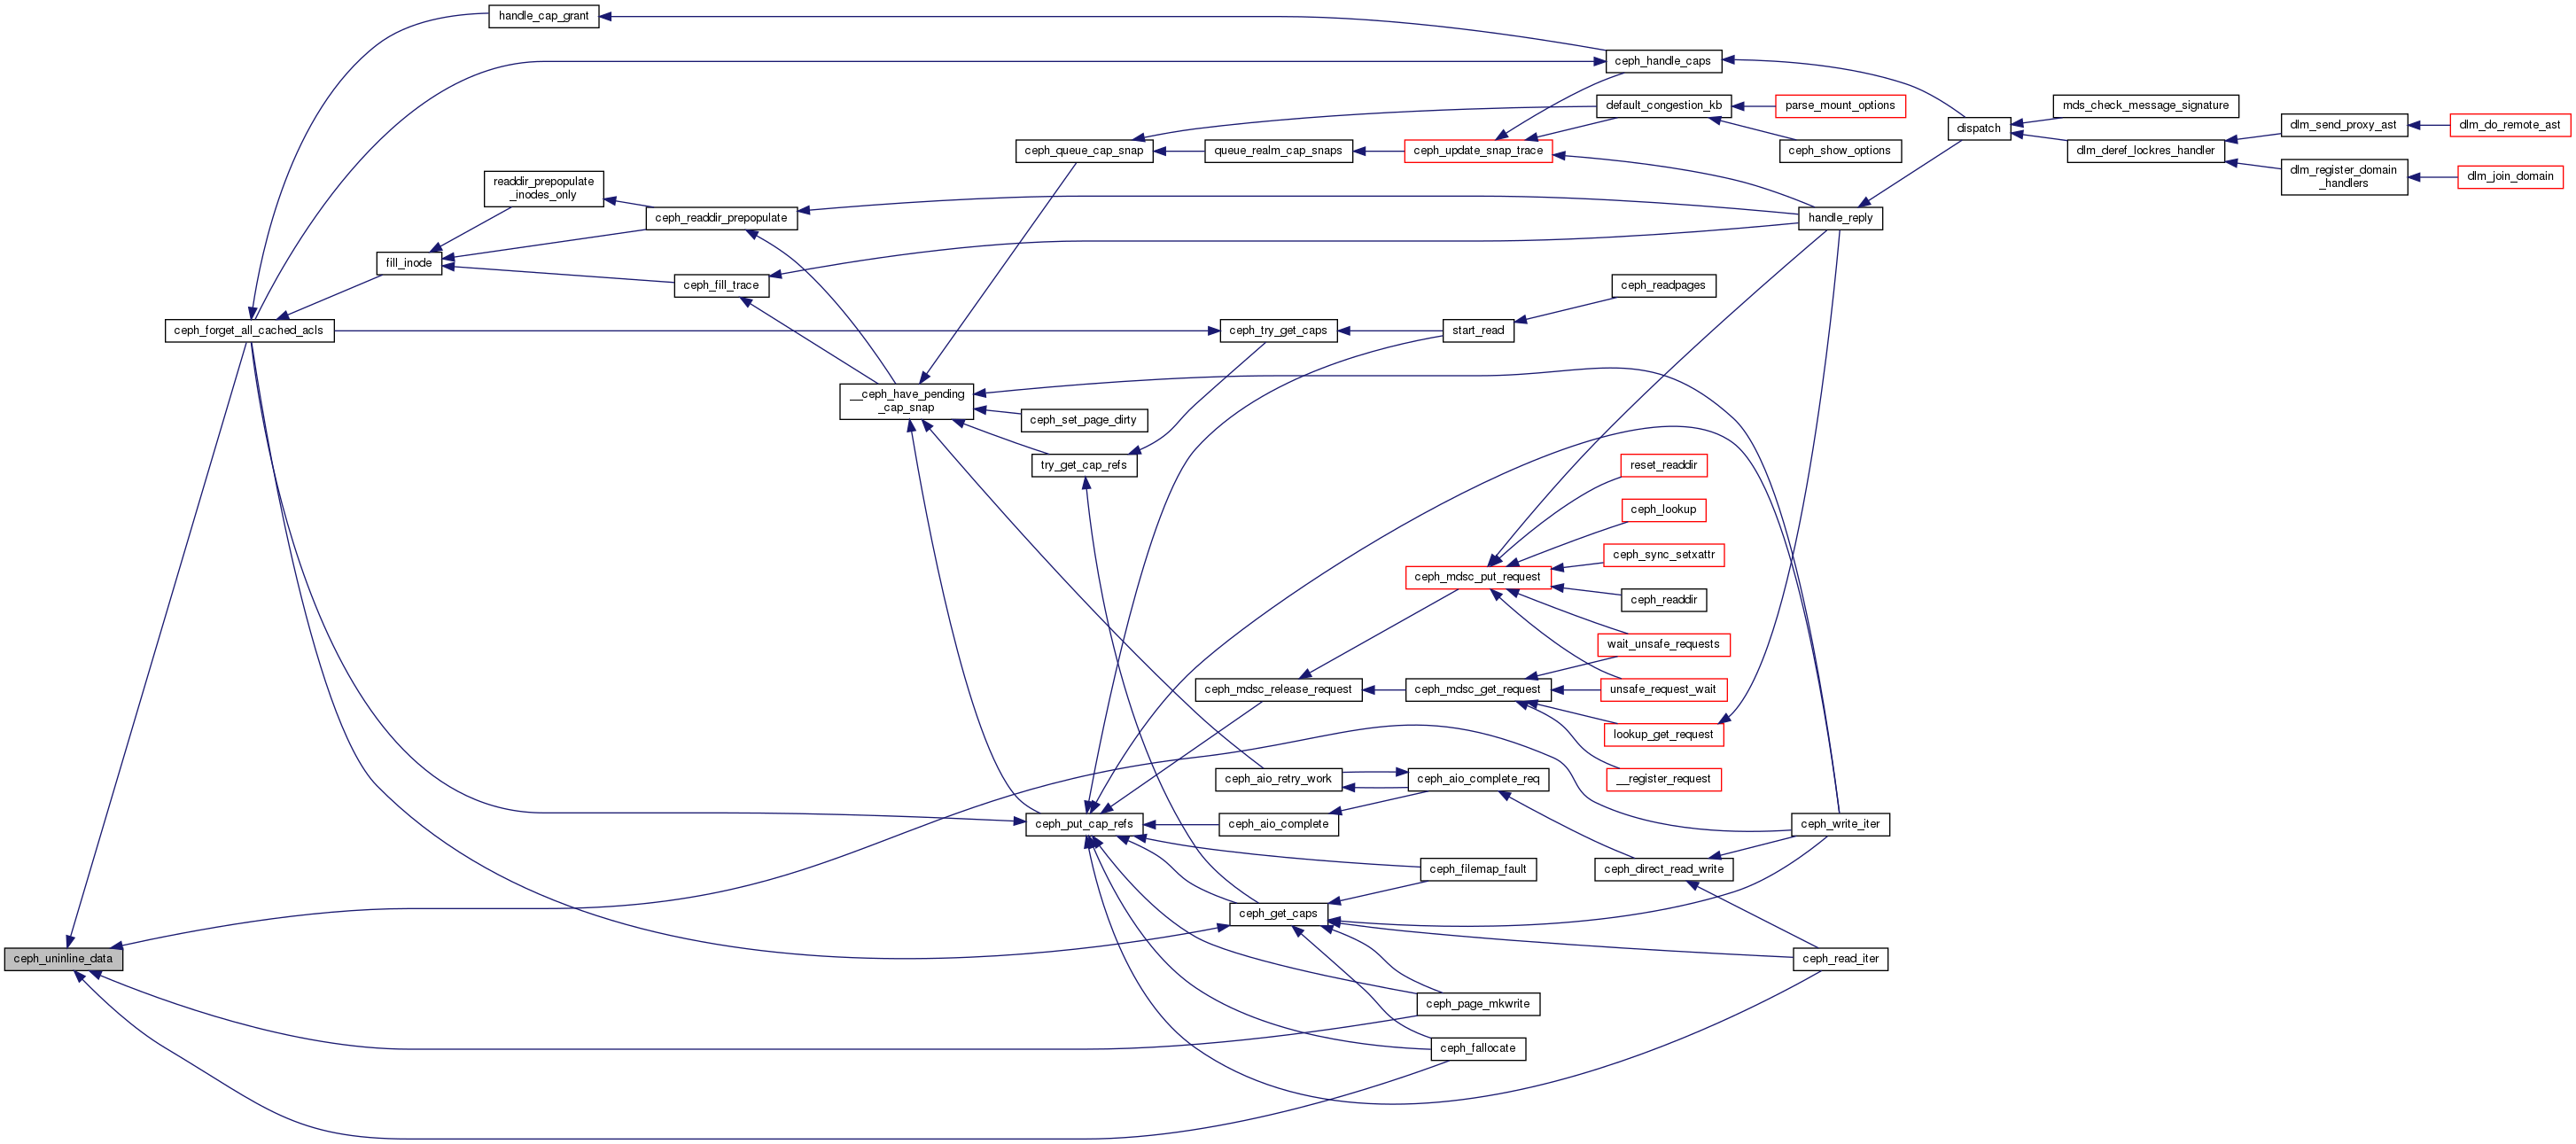 handle_cap_grant
ceph_handle_caps
default_congestion_kb
parse_mount_options
mds_check_message_signature
dispatch
dlm_send_proxy_ast
dlm_do_remote_ast
ceph_queue_cap_snap
queue_realm_cap_snaps
ceph_update_snap_trace
ceph_show_options
dlm_deref_lockres_handler
readdir_prepopulate
_inodes_only
dlm_register_domain
_handlers
dlm_join_domain
ceph_readdir_prepopulate
handle_reply
fill_inode
ceph_fill_trace
ceph_readpages
ceph_forget_all_cached_acls
ceph_try_get_caps
start_read
__ceph_have_pending
_cap_snap
ceph_set_page_dirty
try_get_cap_refs
reset_readdir
ceph_lookup
ceph_sync_setxattr
ceph_mdsc_put_request
ceph_readdir
wait_unsafe_requests
ceph_mdsc_release_request
ceph_mdsc_get_request
unsafe_request_wait
lookup_get_request
ceph_aio_retry_work
ceph_aio_complete_req
__register_request
ceph_put_cap_refs
ceph_aio_complete
ceph_write_iter
ceph_filemap_fault
ceph_direct_read_write
ceph_get_caps
ceph_uninline_data
ceph_read_iter
ceph_page_mkwrite
ceph_fallocate